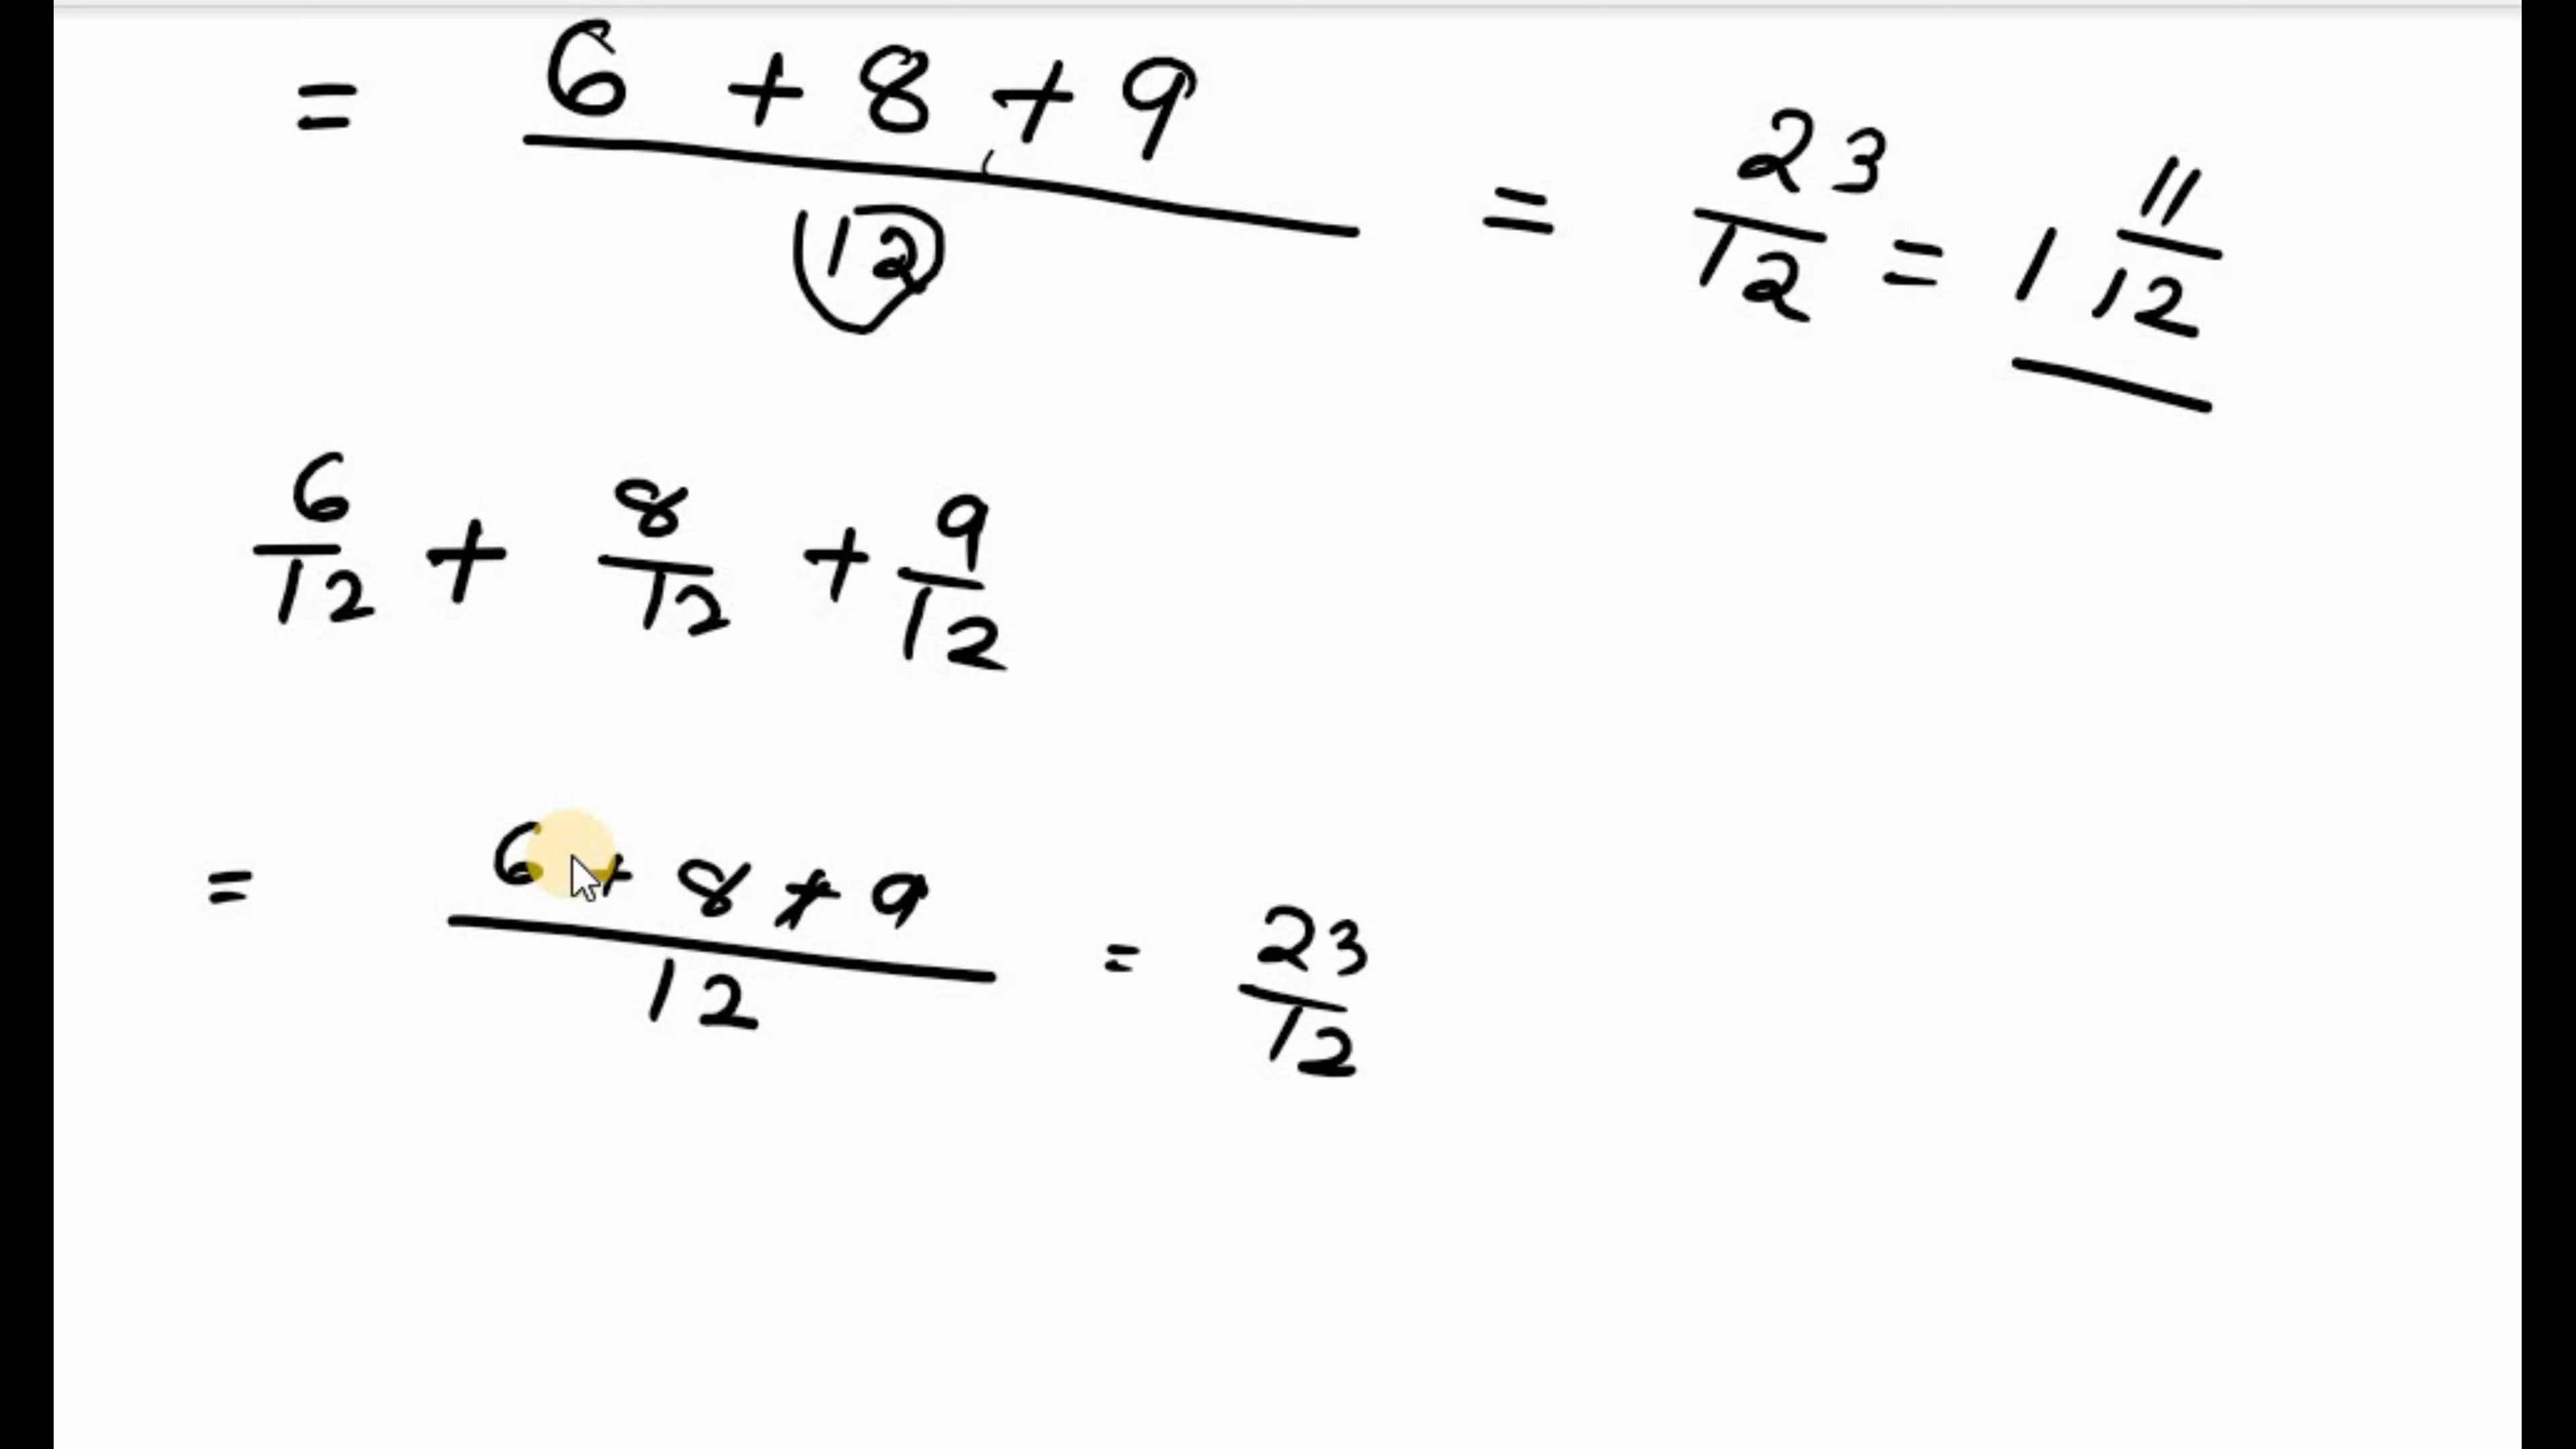 = (6 + 8 + 9)/12 = 23/12 = 1 11/12
6/12 + 8/12 + 9/12
= (6 + 8 + 9)/12 = 23/12